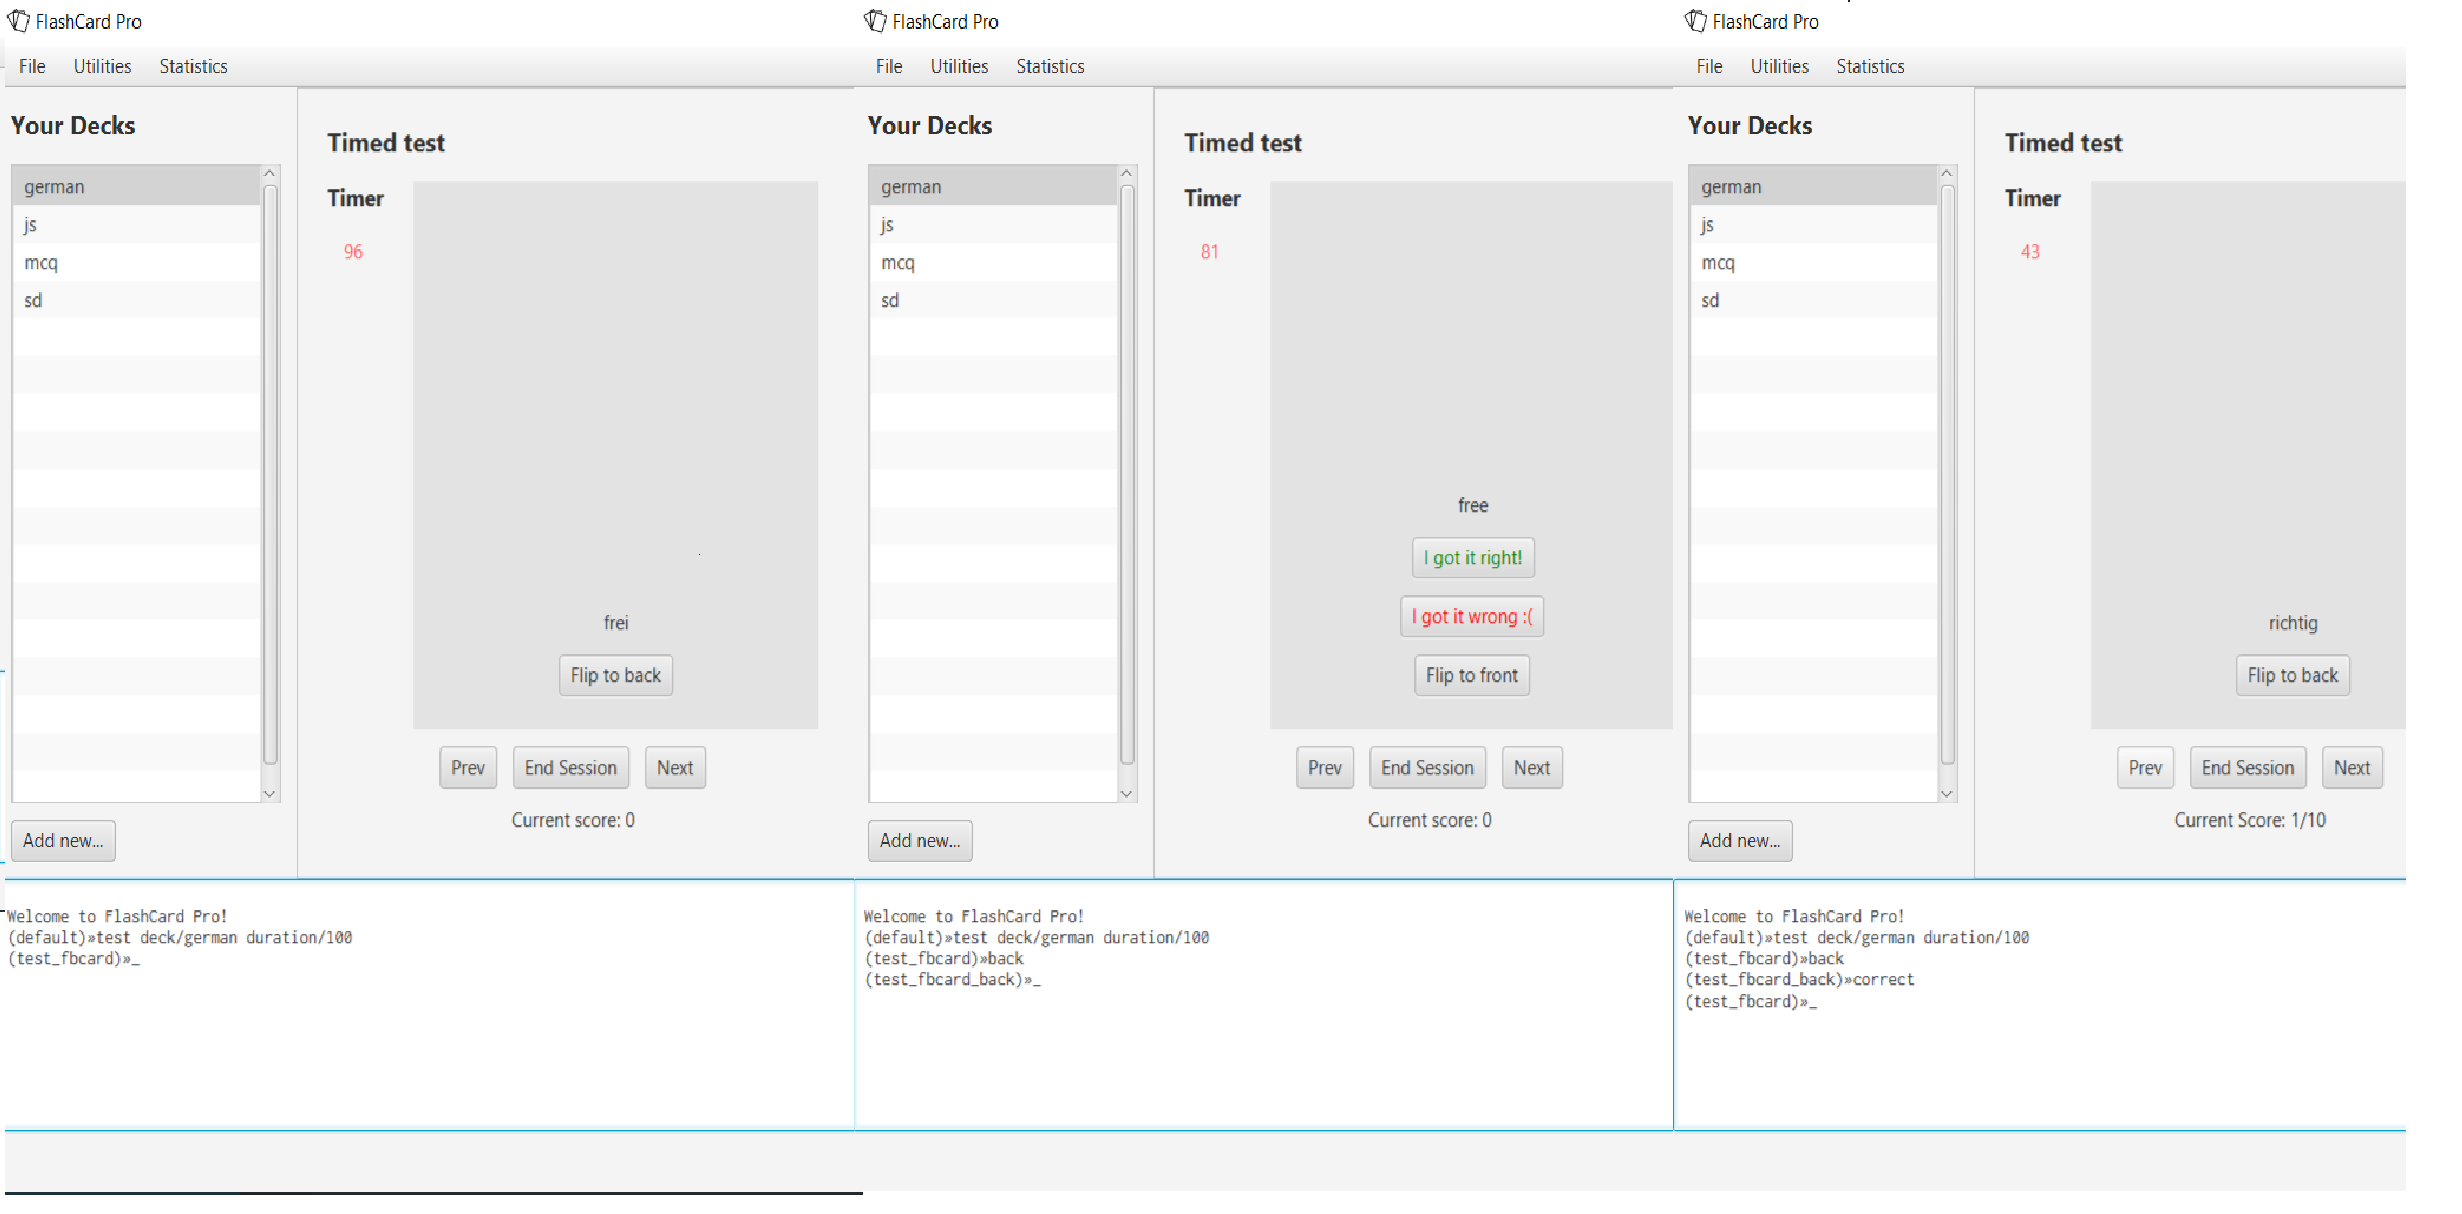 FlashCard Pro
File Utilities Statistics
Your Decks
german
js
mcq
sd
Add new...
Timed test
Timer
96
frei
Flip to back
Prev End Session Next
Current score: 0
Welcome to FlashCard Pro!
(default)»test deck/german duration/100
(test_fbcard)»_
FlashCard Pro
File Utilities Statistics
Your Decks
german
js
mcq
sd
Add new...
Timed test
Timer
81
free
I got it right!
I got it wrong :(
Flip to front
Prev End Session Next
Current score: 0
Welcome to FlashCard Pro!
(default)»test deck/german duration/100
(test_fbcard)»back
(test_fbcard_back)»_
FlashCard Pro
File Utilities Statistics
Your Decks
german
js
mcq
sd
Add new...
Timed test
Timer
43
richtig
Flip to back
Prev End Session Next
Current Score: 1/10
Welcome to FlashCard Pro!
(default)»test deck/german duration/100
(test_fbcard)»back
(test_fbcard_back)»correct
(test_fbcard)»_